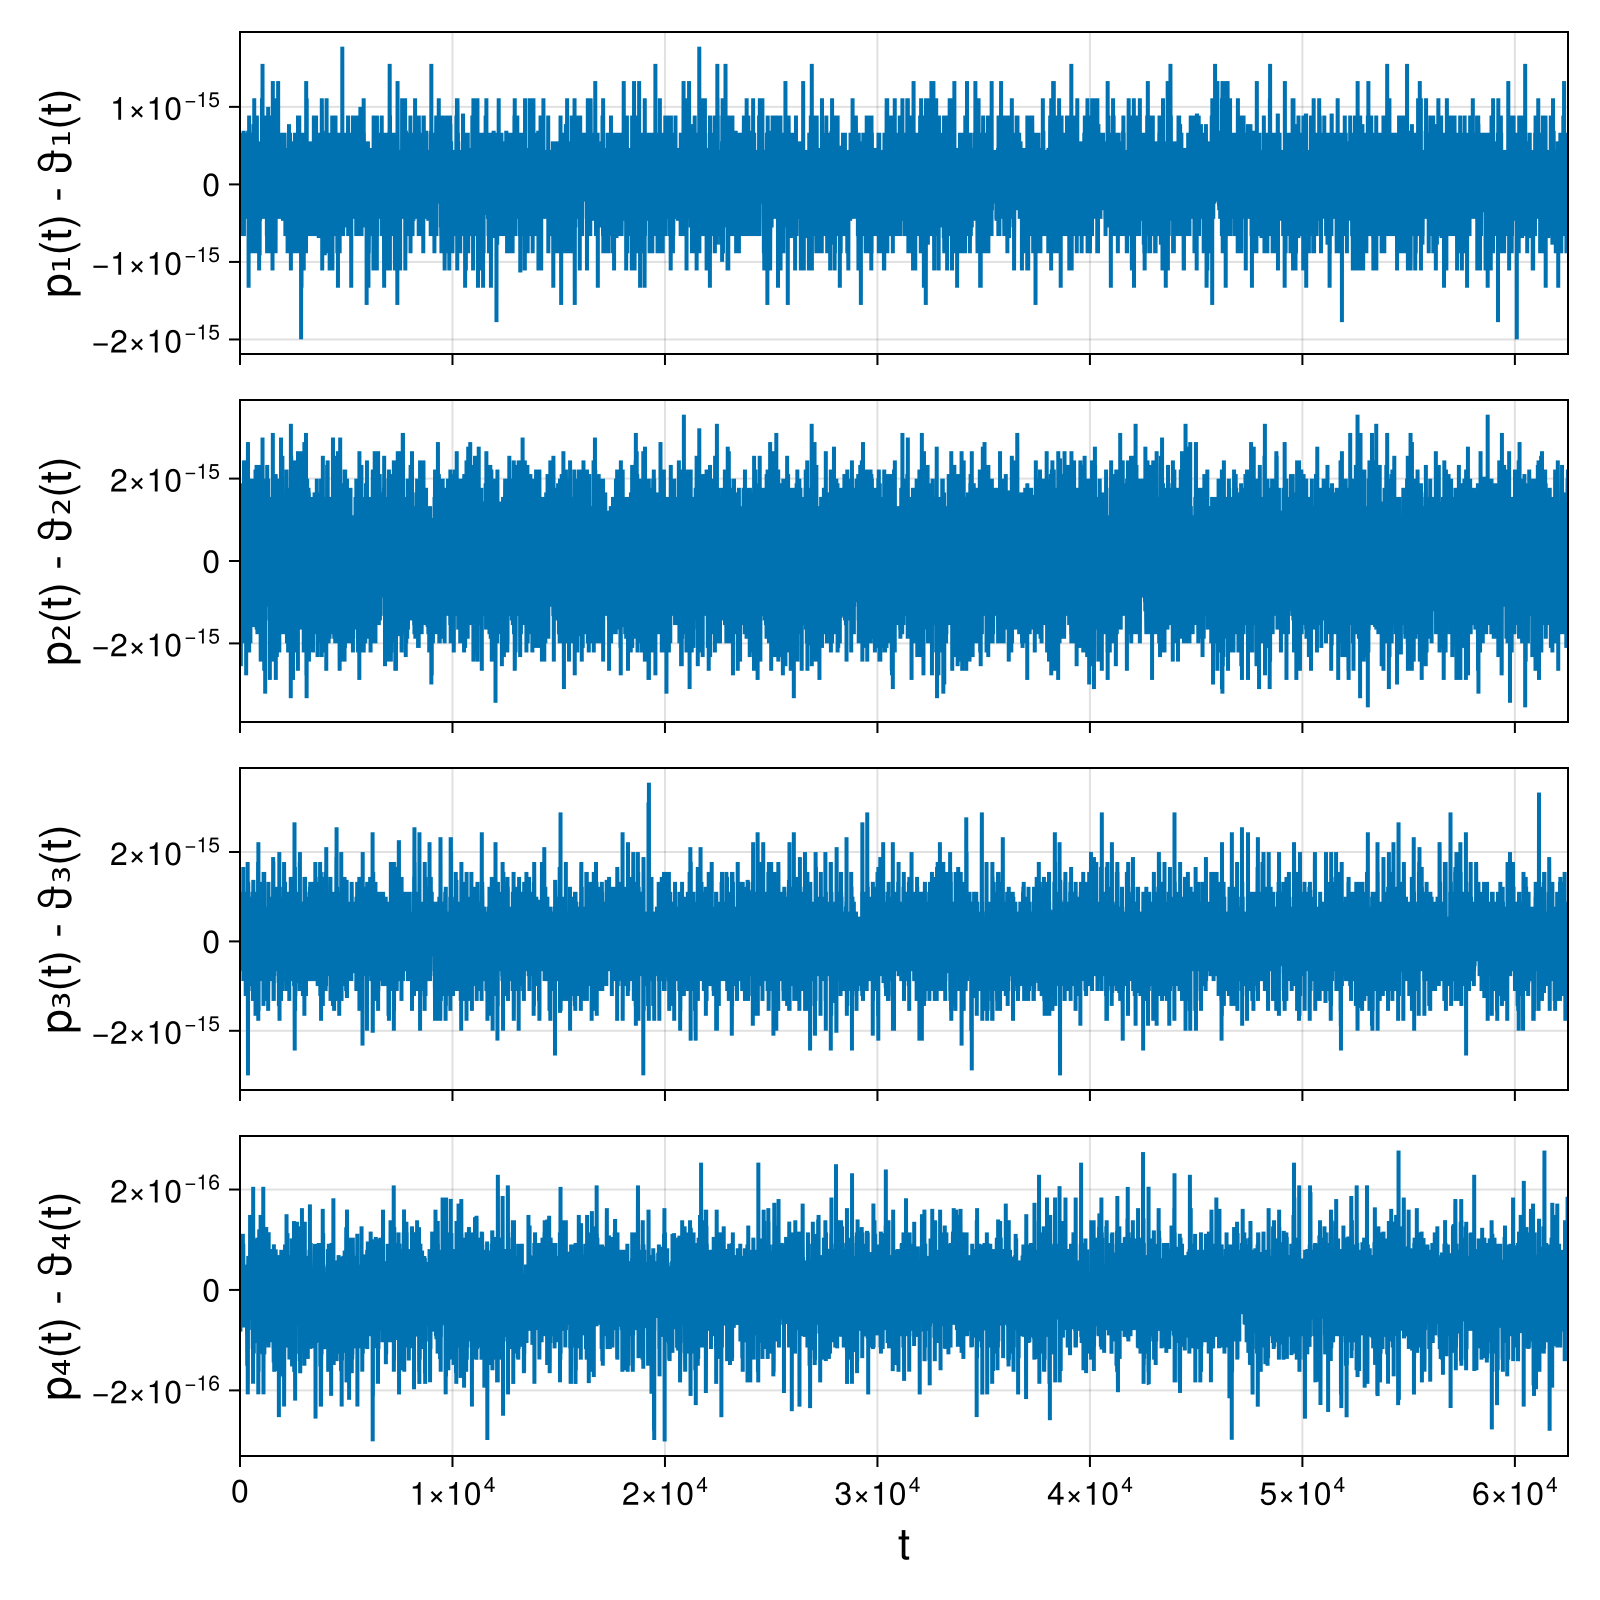 p₁(t) - ϑ₁(t)
1×10⁻¹⁵
0
−1×10⁻¹⁵
−2×10⁻¹⁵
p₂(t) - ϑ₂(t)
2×10⁻¹⁵
0
−2×10⁻¹⁵
p₃(t) - ϑ₃(t)
2×10⁻¹⁵
0
−2×10⁻¹⁵
p₄(t) - ϑ₄(t)
2×10⁻¹⁶
0
−2×10⁻¹⁶
0 1×10⁴ 2×10⁴ 3×10⁴ 4×10⁴ 5×10⁴ 6×10⁴
t